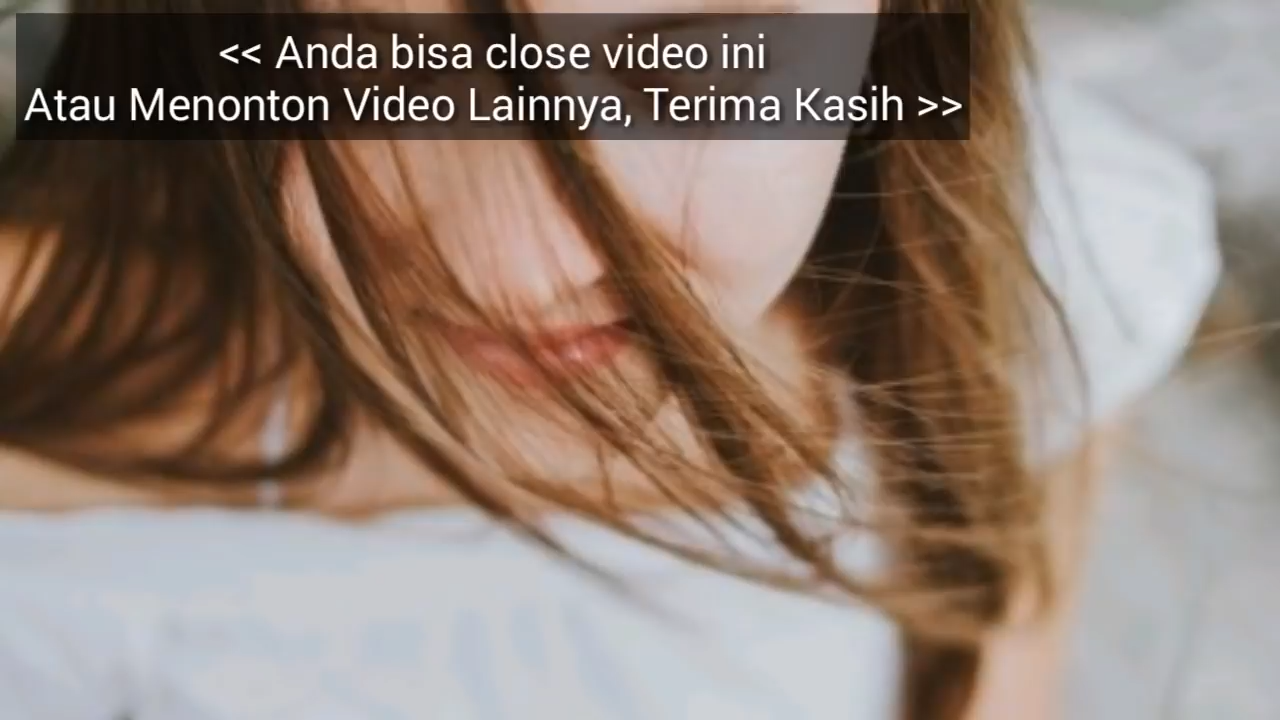 << Anda bisa close video ini
Atau Menonton Video Lainnya, Terima Kasih >>